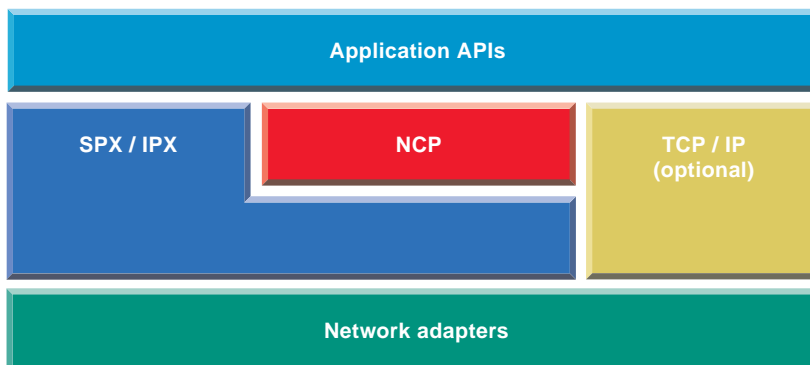 Application APIs
SPX / IPX
NCP
TCP / IP
(optional)
Network adapters